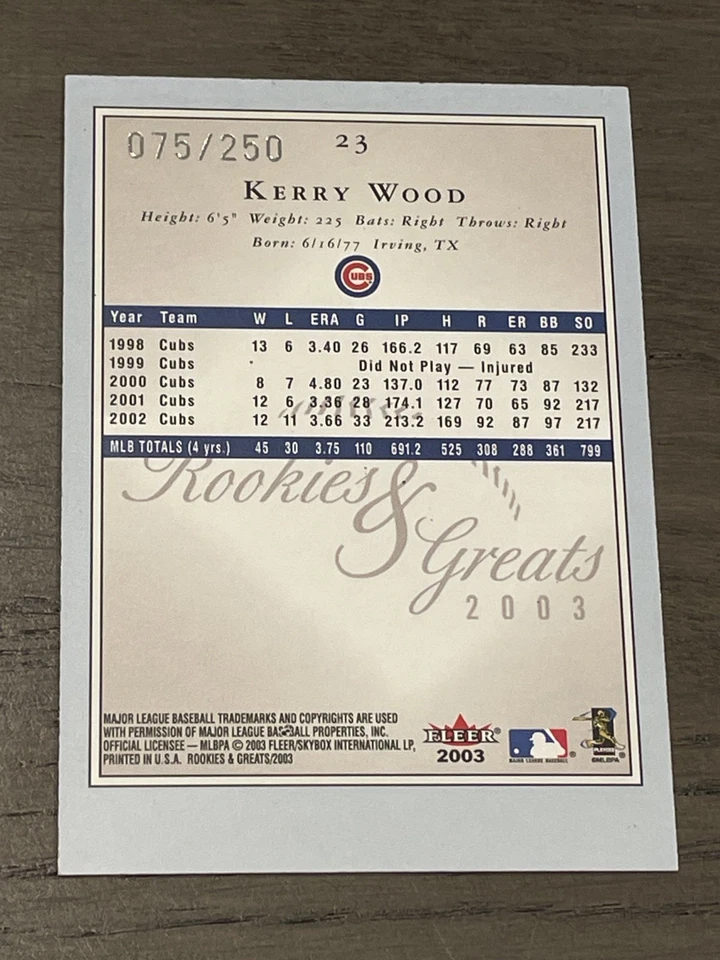 075/250 23
KERRY WOOD
Height: 6'5" Weight: 225 Bats: Right Throws: Right
Born: 6/16/77 Irving, TX
CUBS
Year Team W L ERA G IP H R ER BB SO
1998 Cubs 13 6 3.40 26 166.2 117 69 63 85 233
1999 Cubs Did Not Play — Injured
2000 Cubs 8 7 4.80 23 137.0 112 77 73 87 132
2001 Cubs 12 6 3.36 28 174.1 127 70 65 92 217
2002 Cubs 12 11 3.66 33 213.2 169 92 87 97 217
MLB TOTALS (4 yrs.) 45 30 3.75 110 691.2 525 308 288 361 799
Rookies
&
Greats
2003
MAJOR LEAGUE BASEBALL TRADEMARKS AND COPYRIGHTS ARE USED
WITH PERMISSION OF MAJOR LEAGUE BASEBALL PROPERTIES, INC.
OFFICIAL LICENSEE — MLBPA © 2003 FLEER/SKYBOX INTERNATIONAL LP,
PRINTED IN U.S.A. ROOKIES & GREATS/2003
FLEER®
2003
MAJOR LEAGUE BASEBALL ®
PLAYERS
©MLBPA